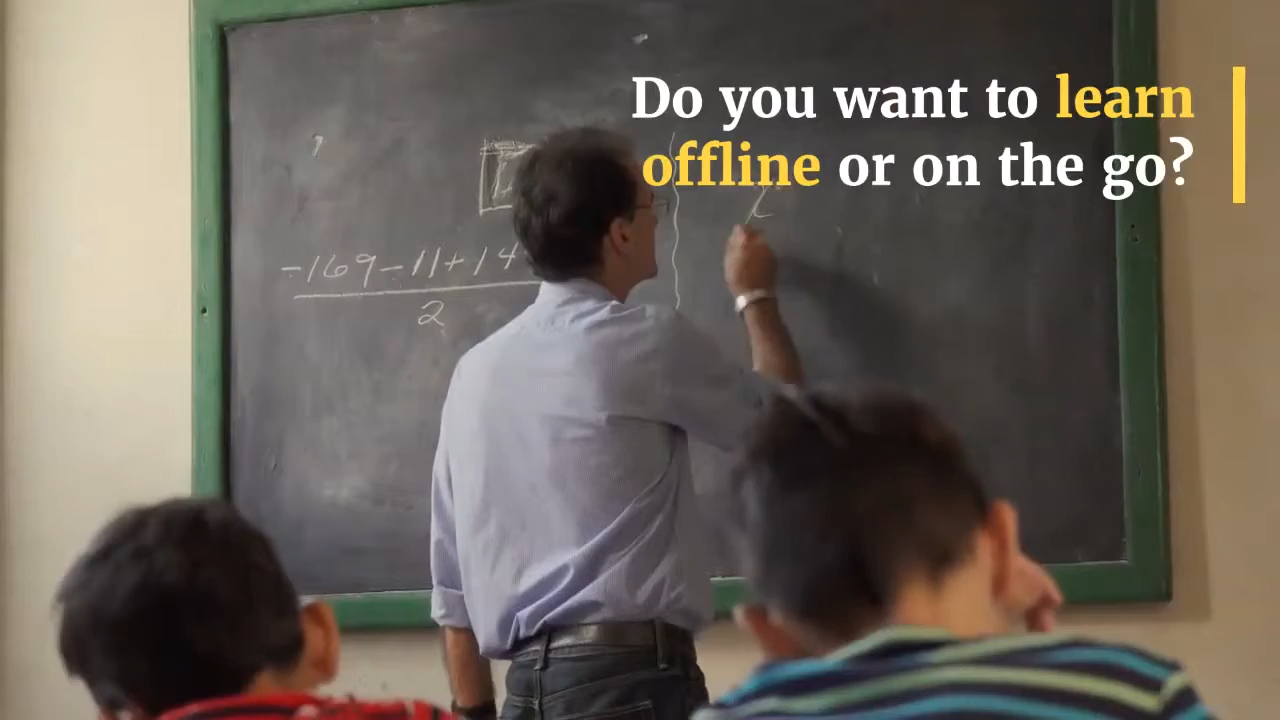 Do you want to learn
offline or on the go?
-169-11+14
2